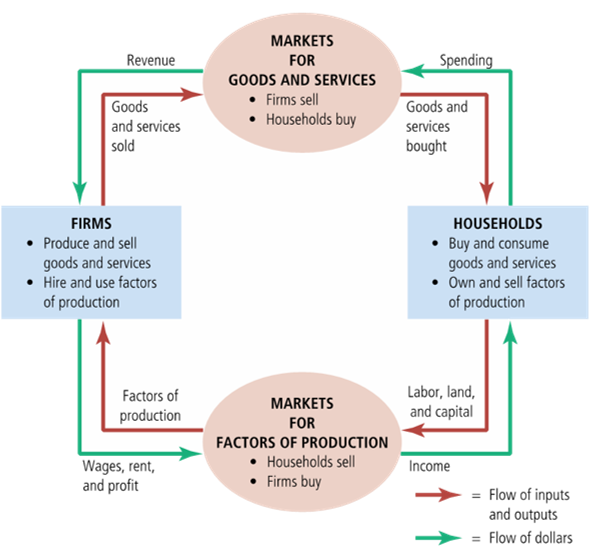 MARKETS
FOR
GOODS AND SERVICES
• Firms sell
• Households buy
Revenue
Spending
Goods
and services
sold
Goods and
services
bought
FIRMS
• Produce and sell
goods and services
• Hire and use factors
of production
HOUSEHOLDS
• Buy and consume
goods and services
• Own and sell factors
of production
Factors of
production
Labor, land,
and capital
MARKETS
FOR
FACTORS OF PRODUCTION
• Households sell
• Firms buy
Wages, rent,
and profit
Income
= Flow of inputs
and outputs
= Flow of dollars